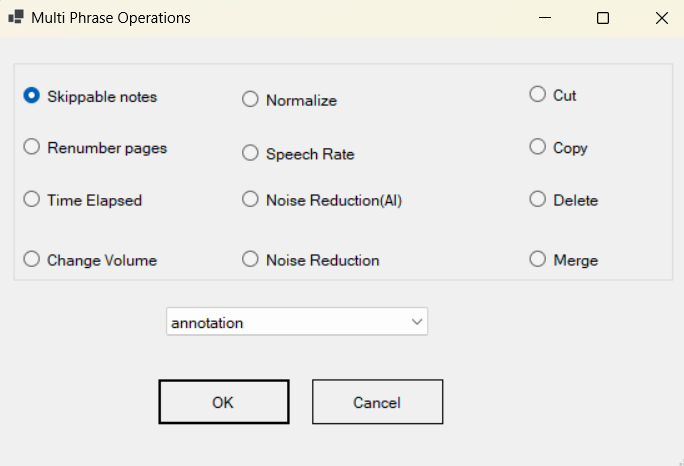 Multi Phrase Operations
Skippable notes
Normalize
Cut
Renumber pages
Speech Rate
Copy
Time Elapsed
Noise Reduction(AI)
Delete
Change Volume
Noise Reduction
Merge
annotation
OK
Cancel